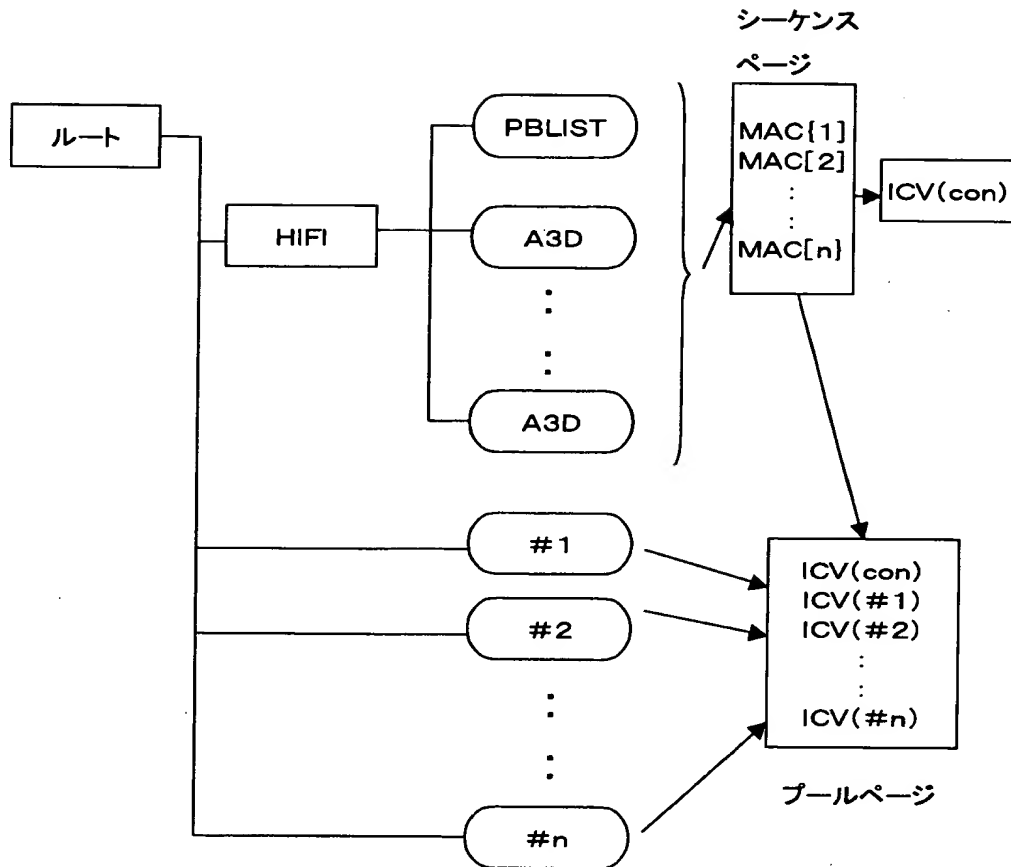 シーケンス
ページ
ルート
HIFI
PBLIST
A3D
A3D
MAC{1]
MAC[2]
MAC[n}
ICV(con)
#1
#2
#n
ICV(con)
ICV(#1)
ICV(#2)
ICV(#n)
プールページ